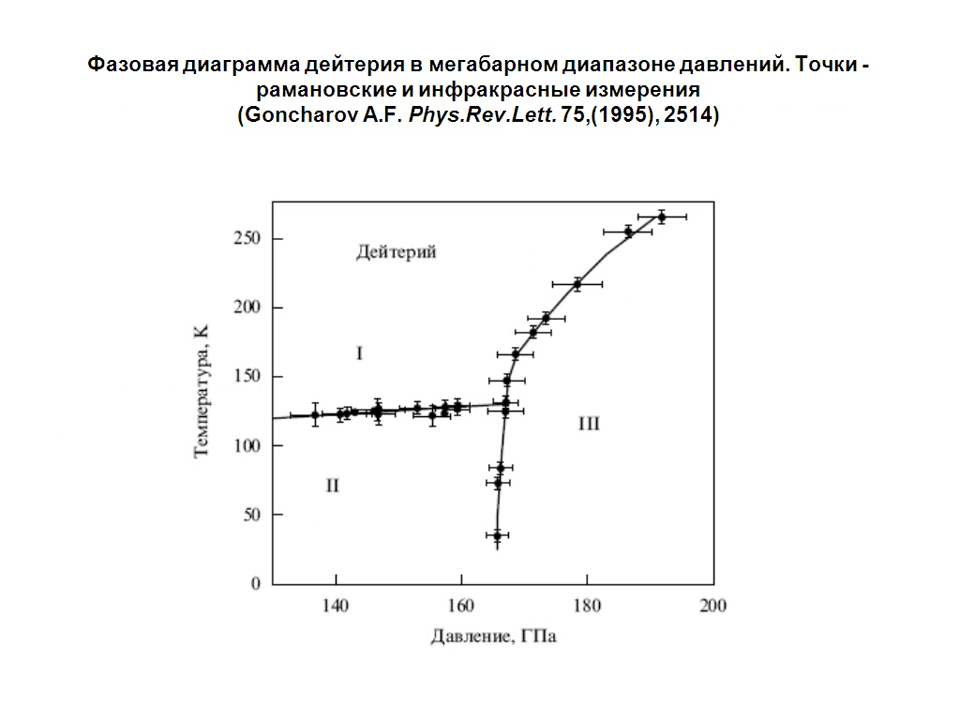 Фазовая диаграмма дейтерия в мегабарном диапазоне давлений. Точки -
рамановские и инфракрасные измерения
(Goncharov A.F. Phys.Rev.Lett. 75,(1995), 2514)
250
Дейтерий
200
I
150
Температура, К
III
100
II
50
0
140 160 180 200
Давление, ГПа